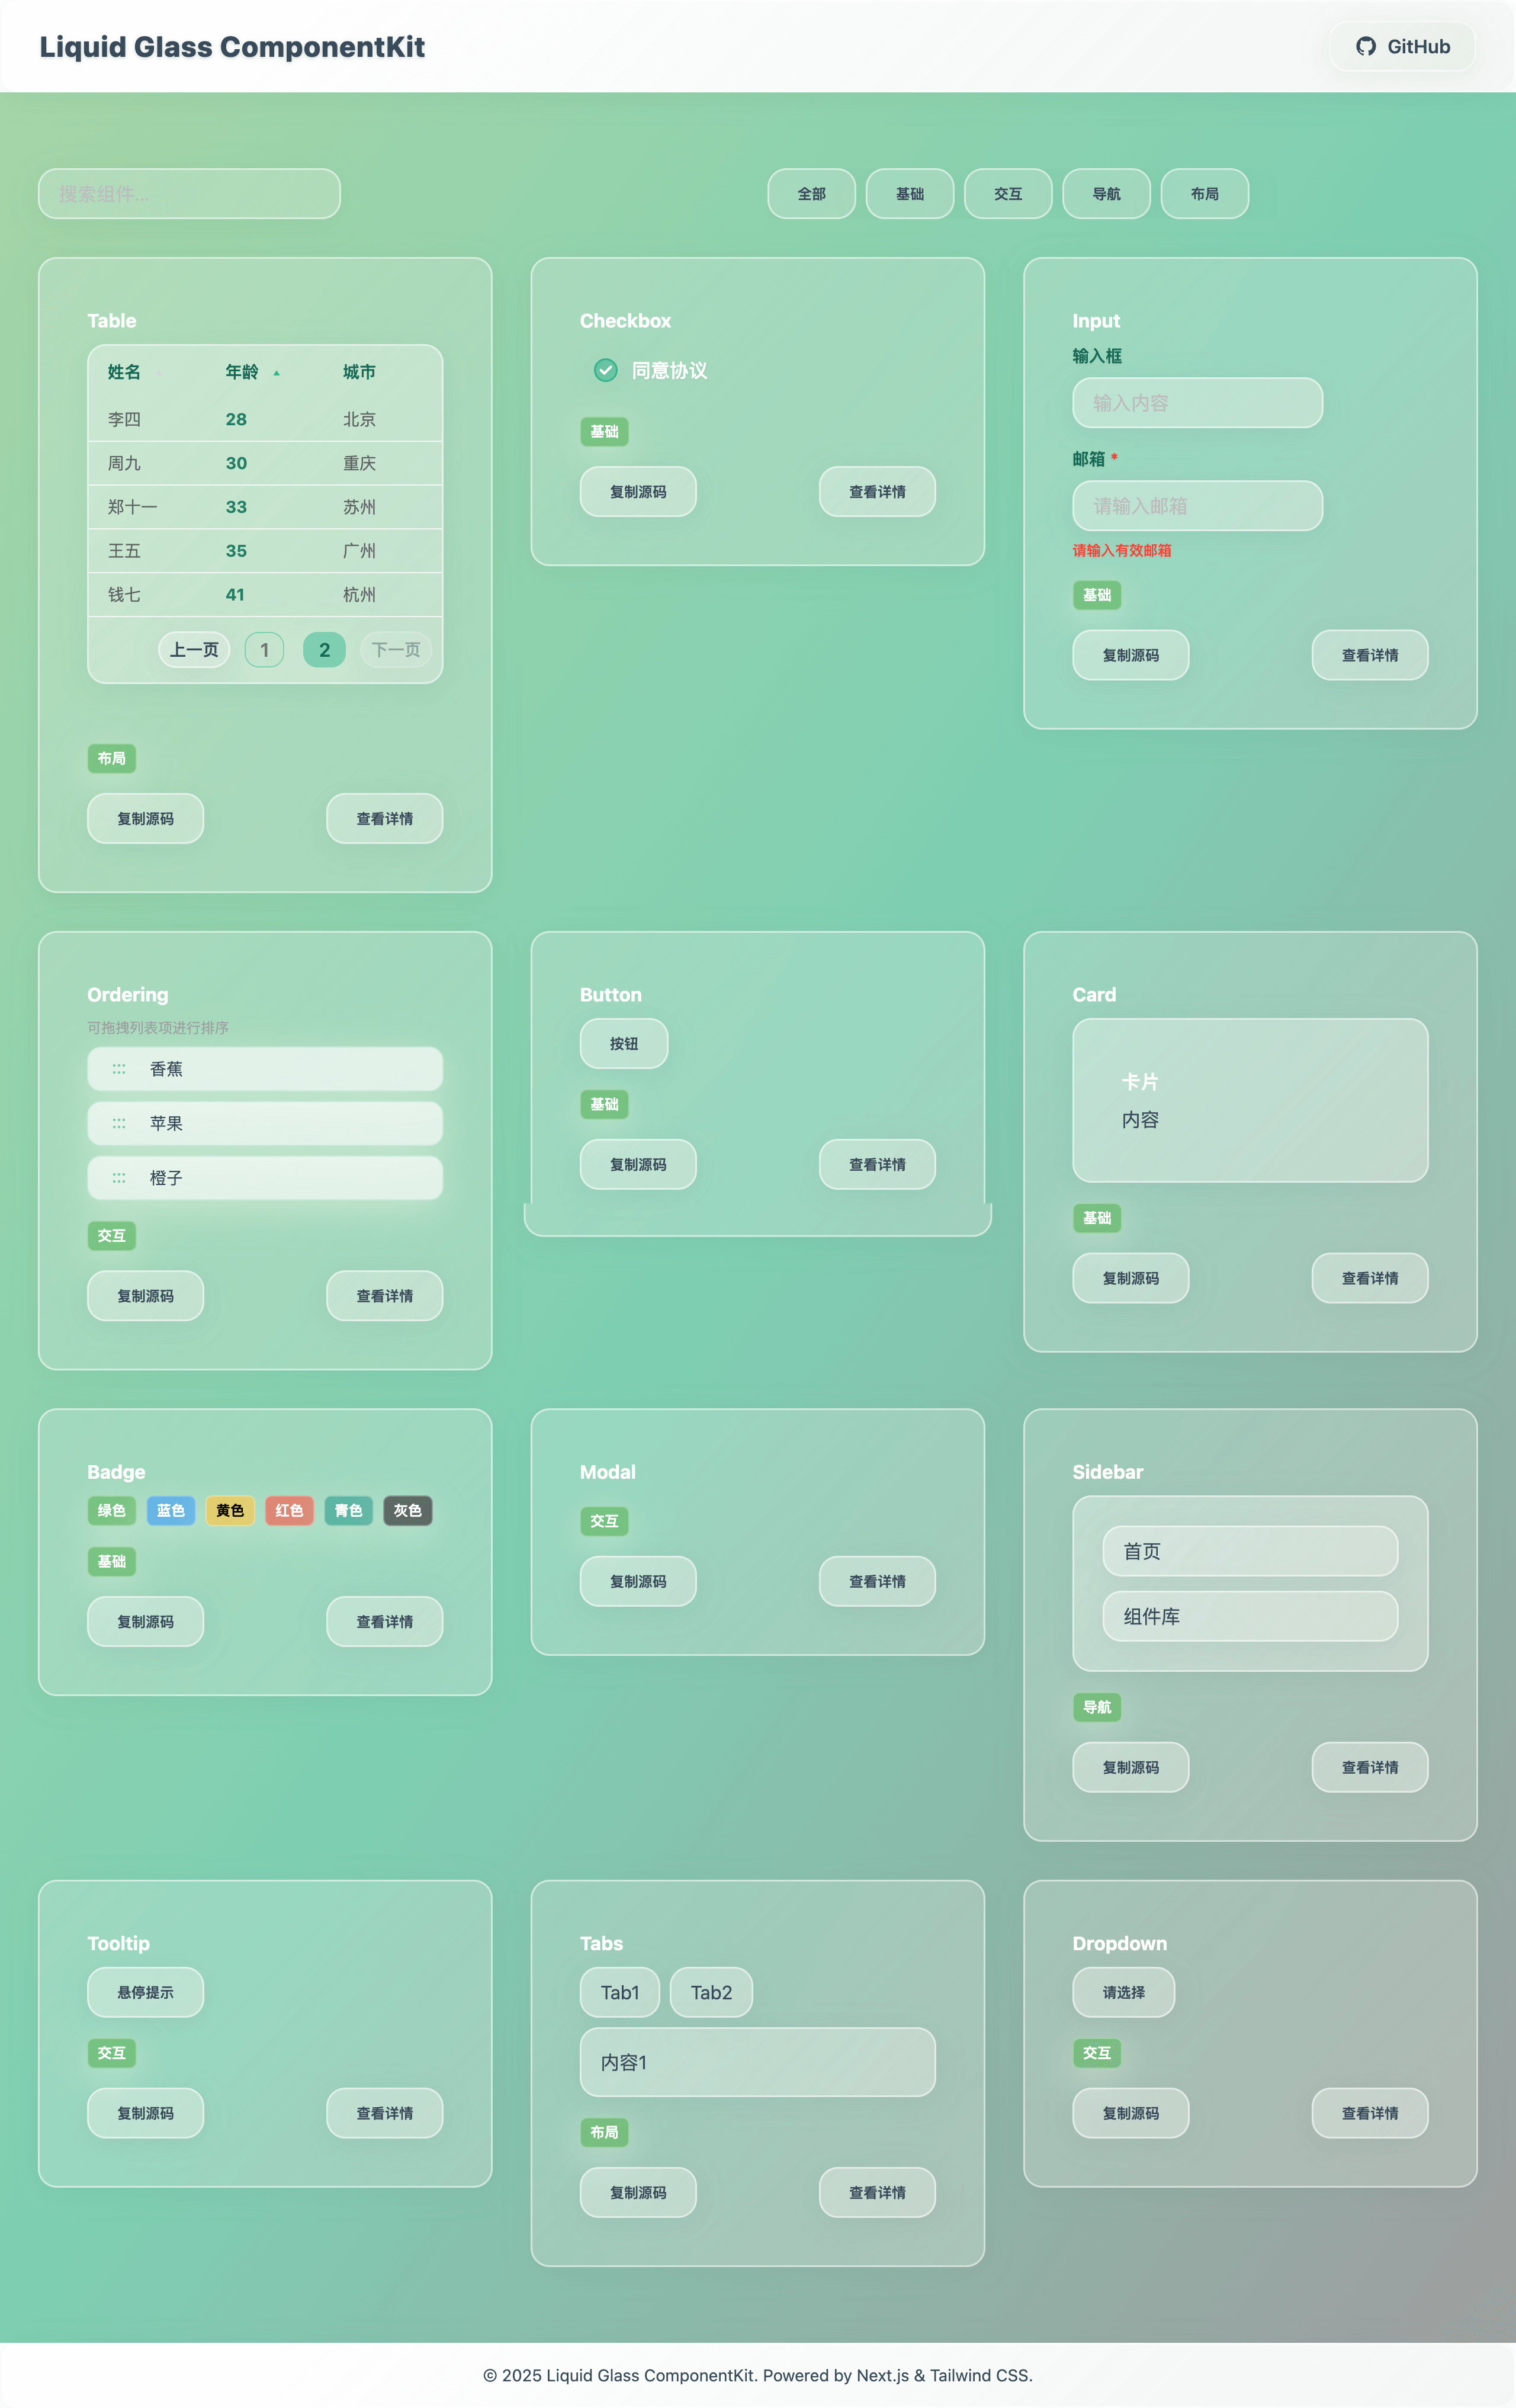 Liquid Glass ComponentKit
GitHub
搜索组件...
全部 基础 交互 导航 布局
Table
姓名 年龄 城市
李四 28 北京
周九 30 重庆
郑十一 33 苏州
王五 35 广州
钱七 41 杭州
上一页 1 2 下一页
布局
复制源码 查看详情
Checkbox
同意协议
基础
复制源码 查看详情
Input
输入框
输入内容
邮箱 *
请输入邮箱
请输入有效邮箱
基础
复制源码 查看详情
Ordering
可拖拽列表项进行排序
香蕉
苹果
橙子
交互
复制源码 查看详情
Button
按钮
基础
复制源码 查看详情
Card
卡片
内容
基础
复制源码 查看详情
Badge
绿色 蓝色 黄色 红色 青色 灰色
基础
复制源码 查看详情
Modal
交互
复制源码 查看详情
Sidebar
首页
组件库
导航
复制源码 查看详情
Tooltip
悬停提示
交互
复制源码 查看详情
Tabs
Tab1 Tab2
内容1
布局
复制源码 查看详情
Dropdown
请选择
交互
复制源码 查看详情
© 2025 Liquid Glass ComponentKit. Powered by Next.js & Tailwind CSS.